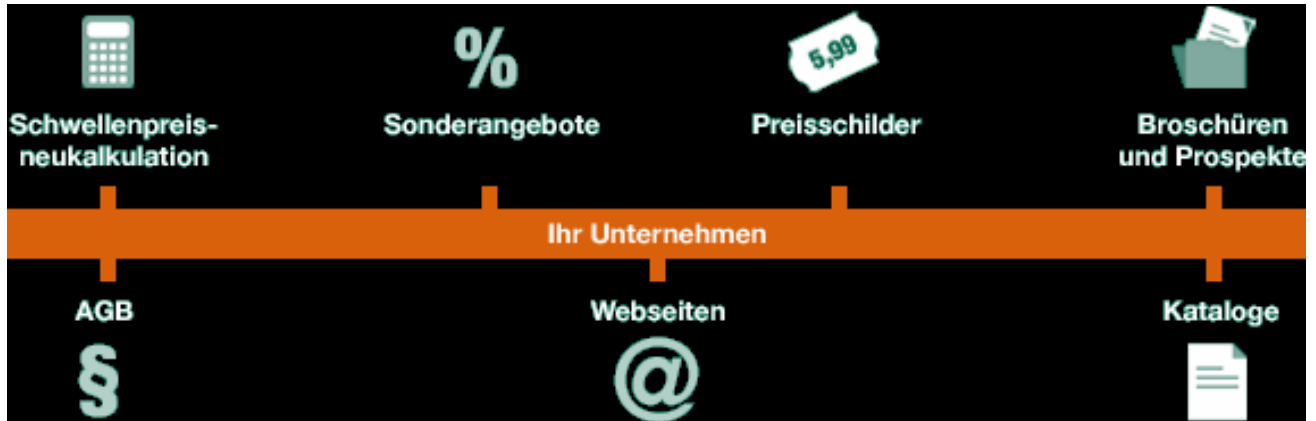 %
5,99
Schwellenpreis-
neukalkulation
Sonderangebote
Preisschilder
Broschüren
und Prospekte
Ihr Unternehmen
AGB
Webseiten
Kataloge
§
@